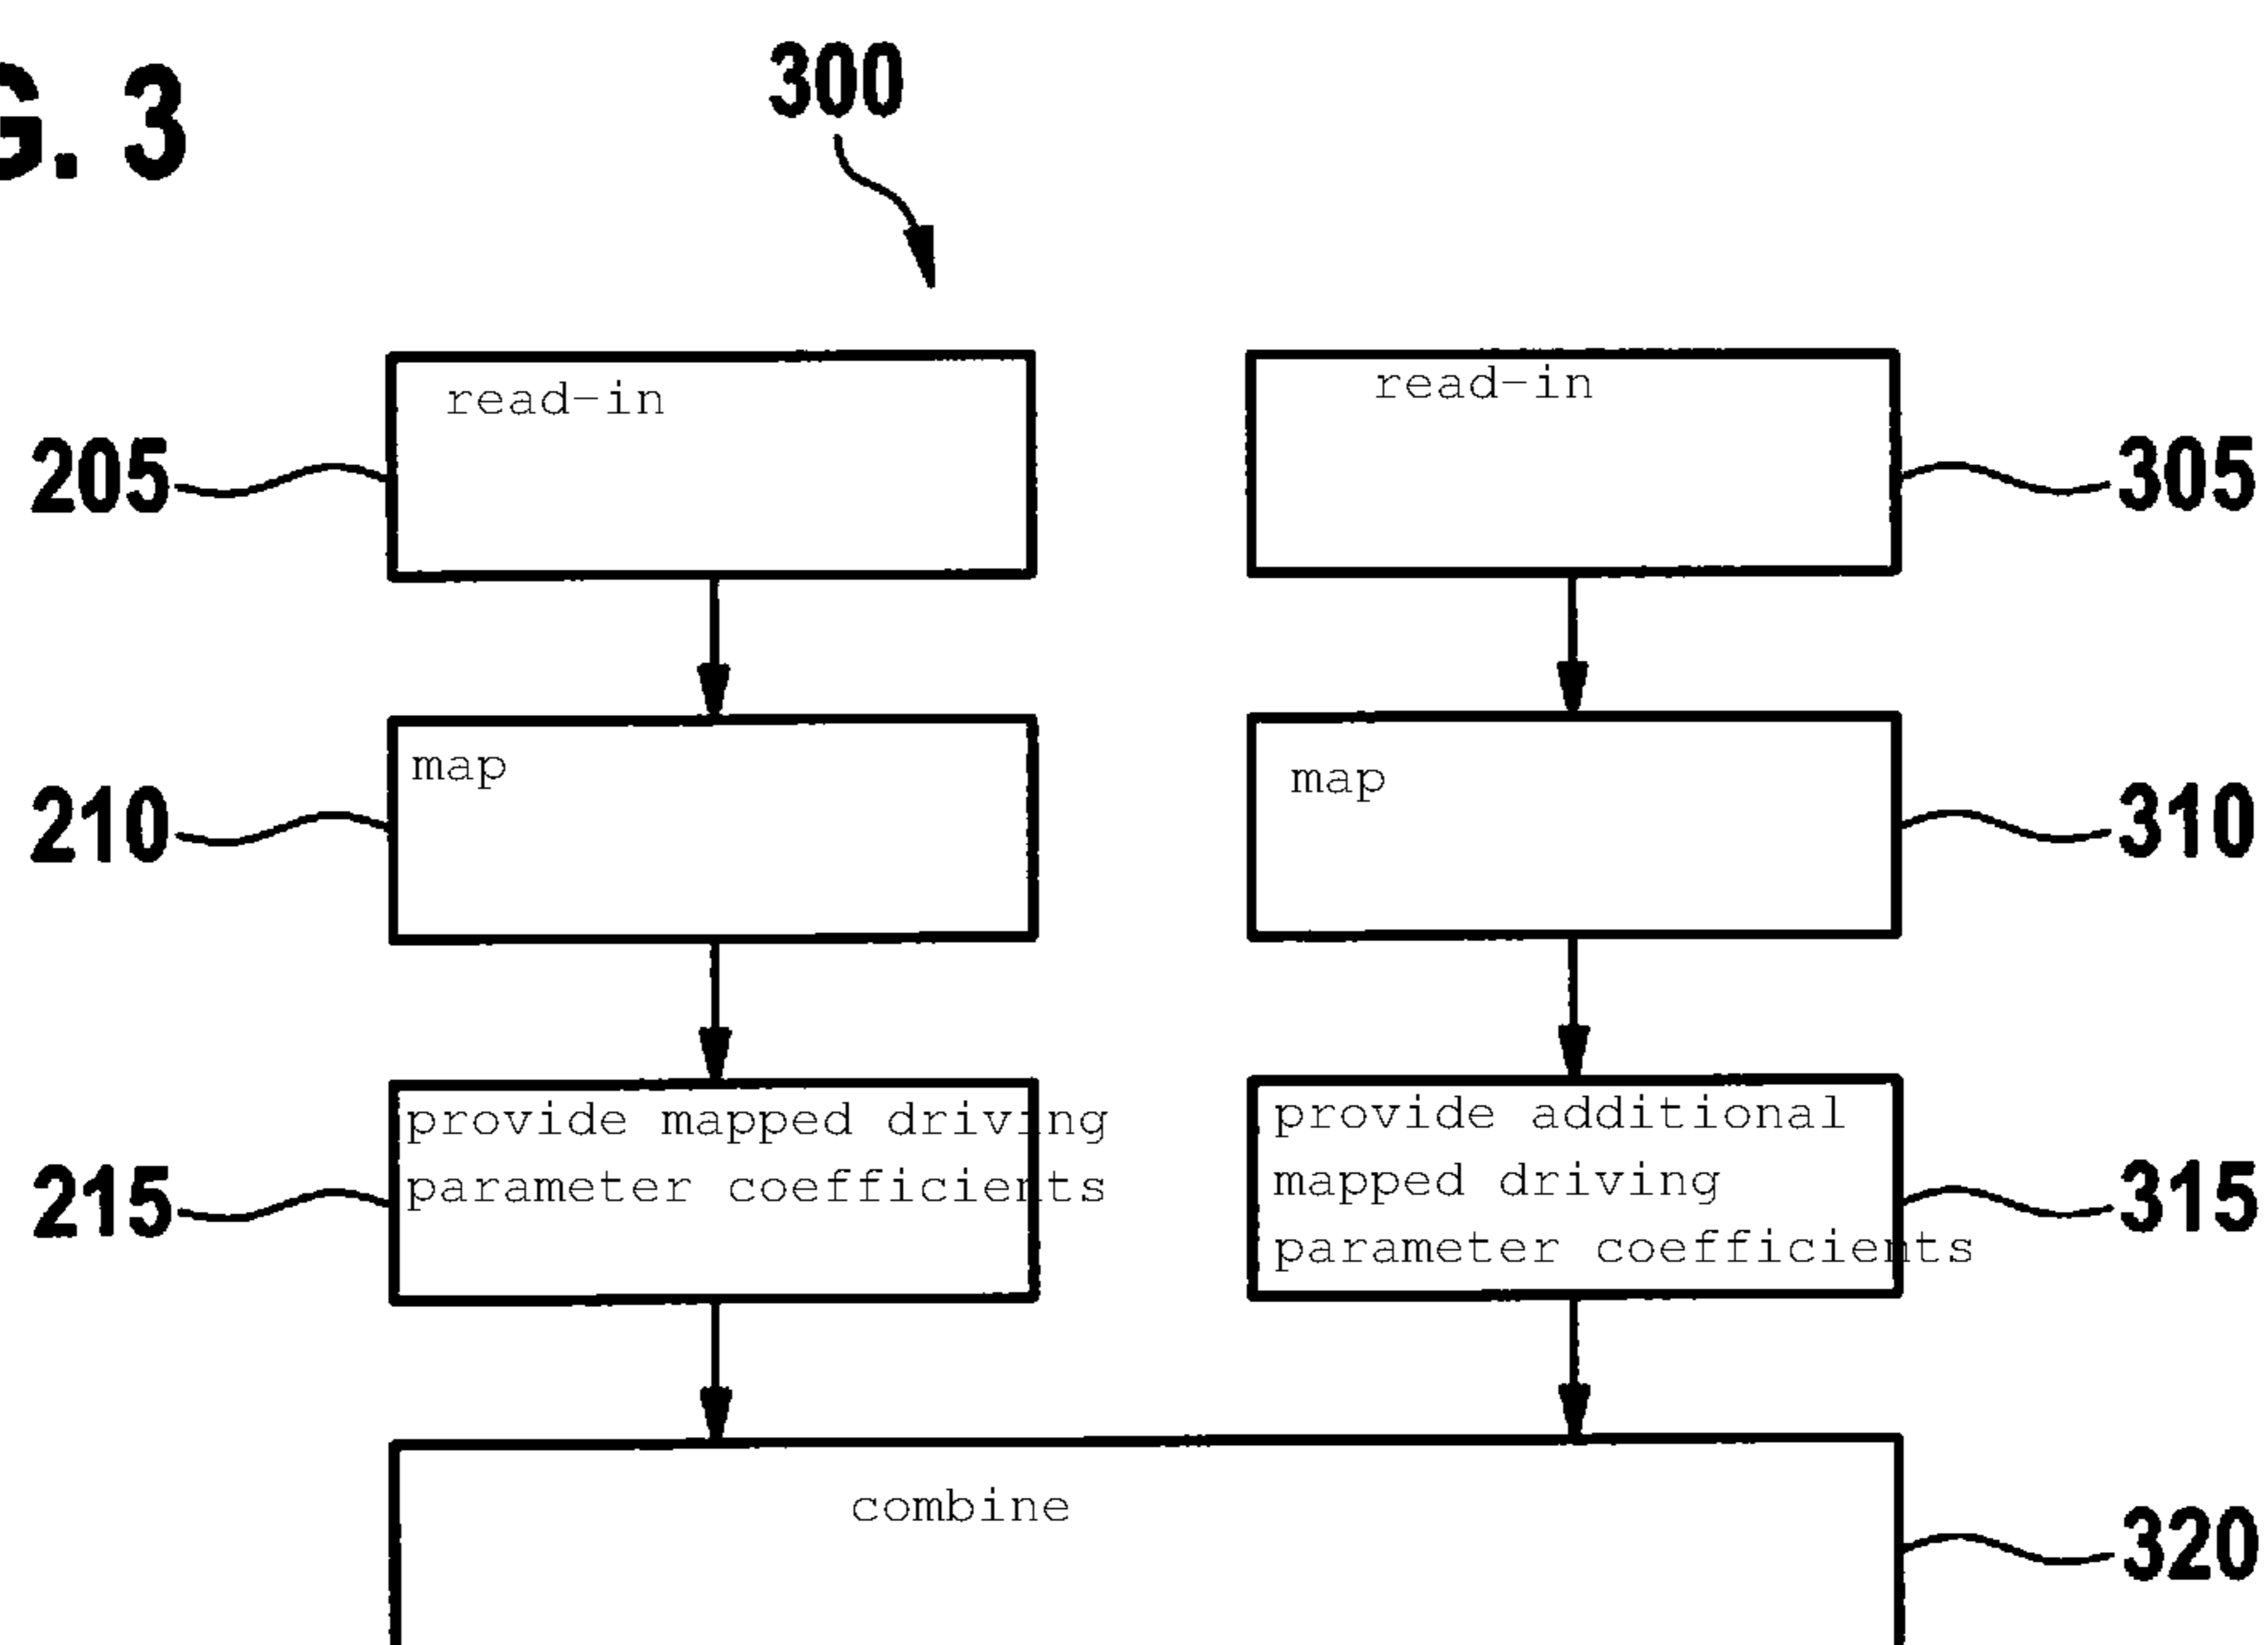 G. 3
300
read-in
read-in
205
305
map
map
210
310
provide mapped driving
parameter coefficients
provide additional
mapped driving
parameter coefficients
215
315
combine
320